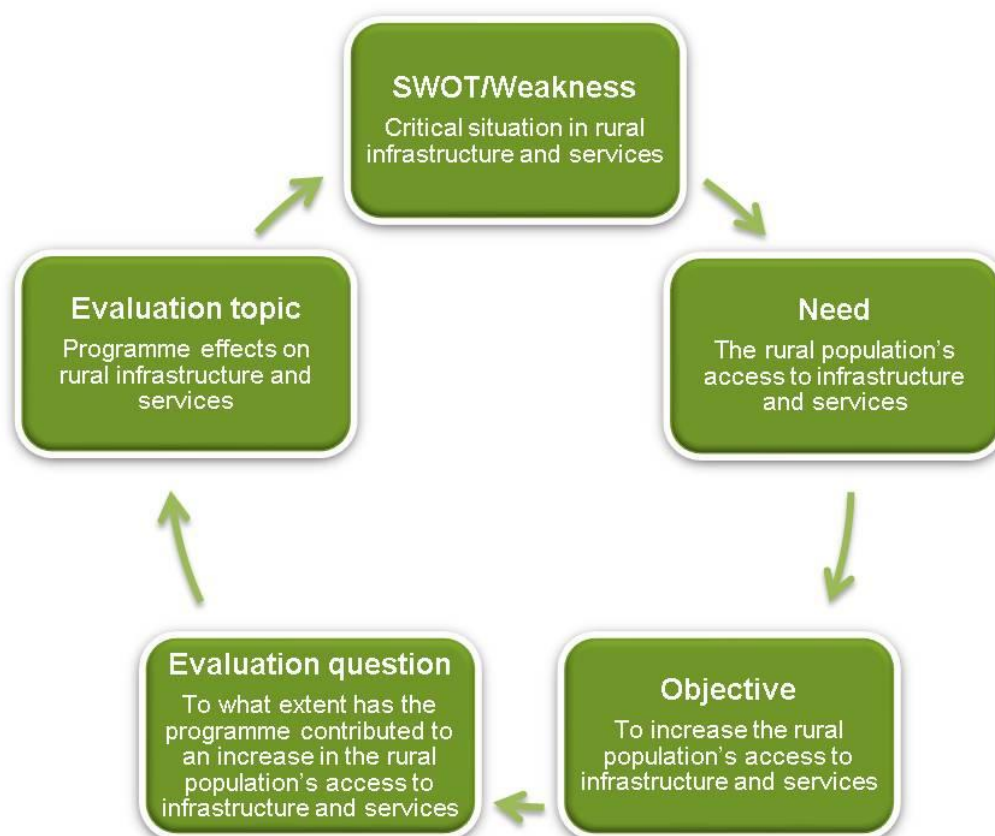 SWOT/Weakness
Critical situation in rural
infrastructure and services
Need
The rural population's
access to infrastructure
and services
Objective
To increase the rural
population's access to
infrastructure and services
Evaluation question
To what extent has the
programme contributed to
an increase in the rural
population's access to
infrastructure and services
Evaluation topic
Programme effects on
rural infrastructure and
services